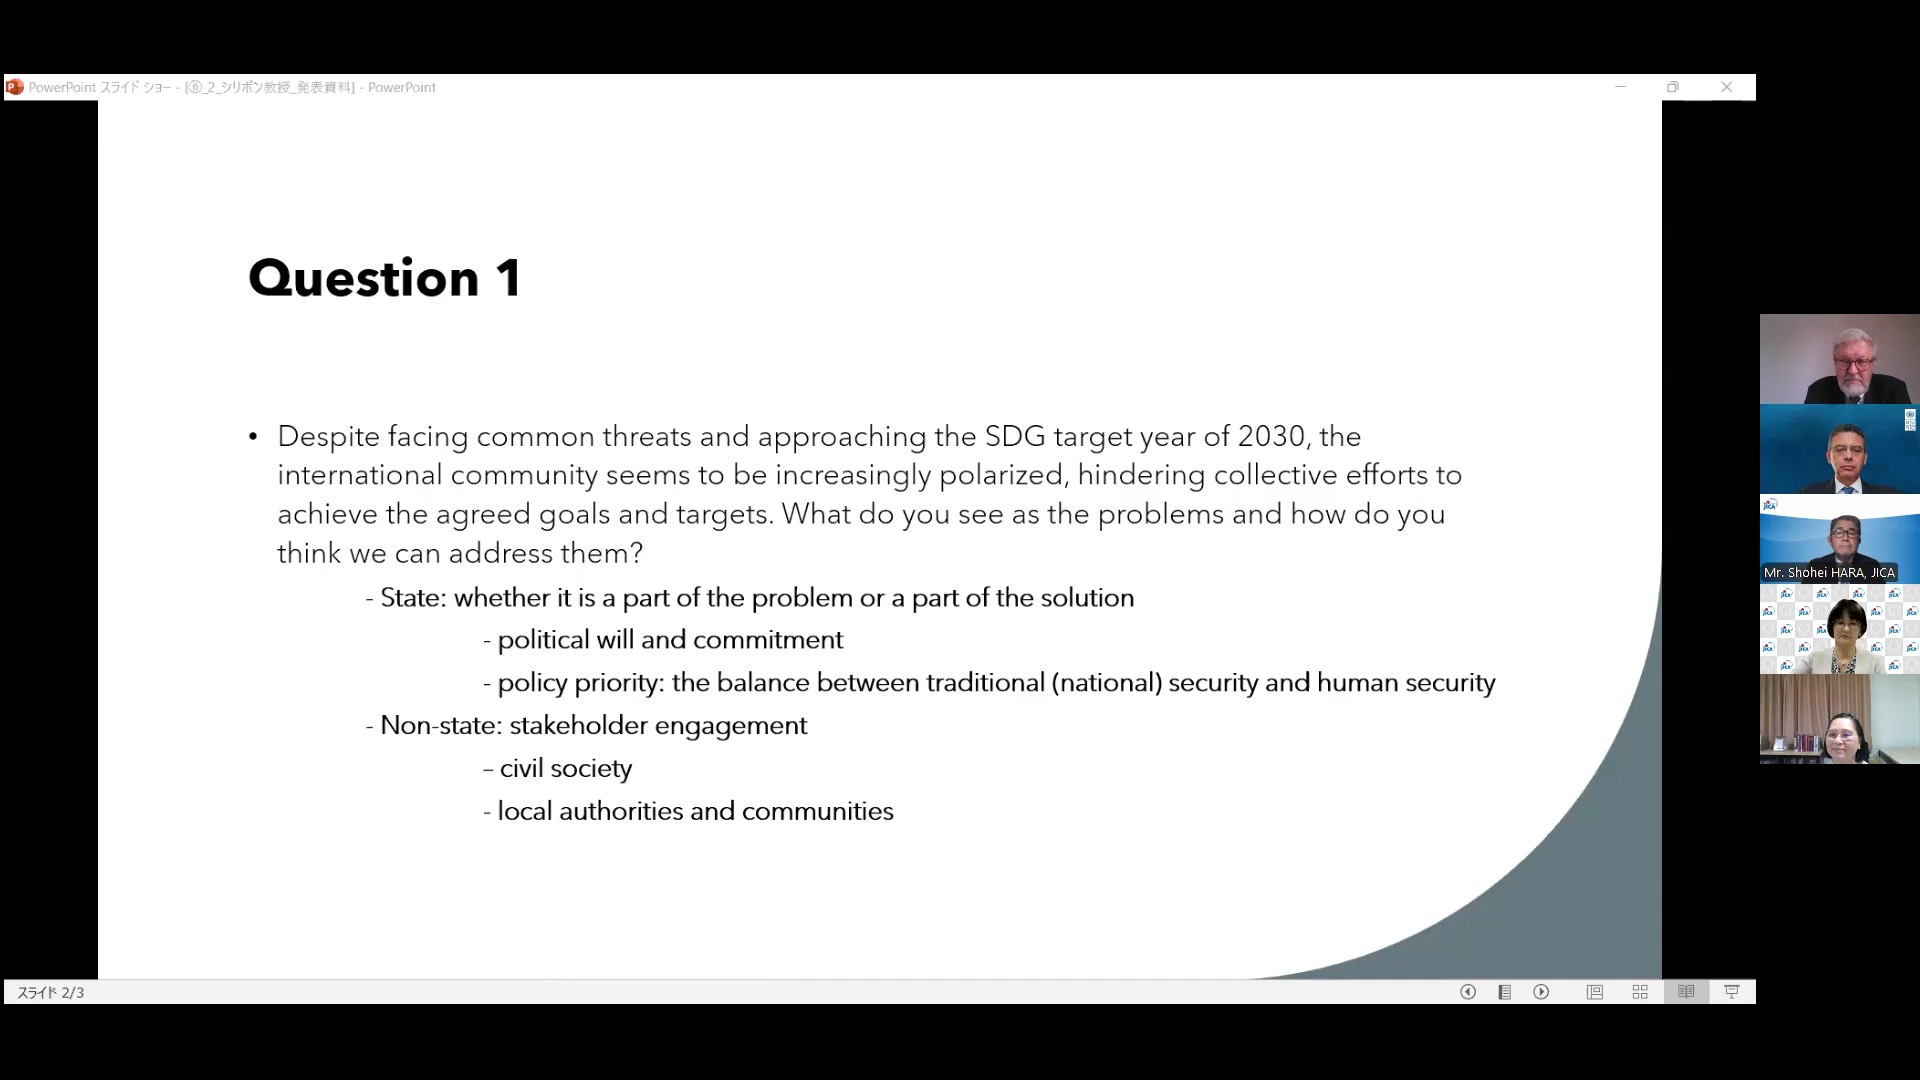 PowerPoint スライド ショー - [⑥_2_シリポン教授_発表資料] - PowerPoint
Question 1
• Despite facing common threats and approaching the SDG target year of 2030, the
international community seems to be increasingly polarized, hindering collective efforts to
achieve the agreed goals and targets. What do you see as the problems and how do you
think we can address them?
- State: whether it is a part of the problem or a part of the solution
- political will and commitment
- policy priority: the balance between traditional (national) security and human security
- Non-state: stakeholder engagement
– civil society
- local authorities and communities
JICA
Mr. Shohei HARA, JICA
スライド 2/3